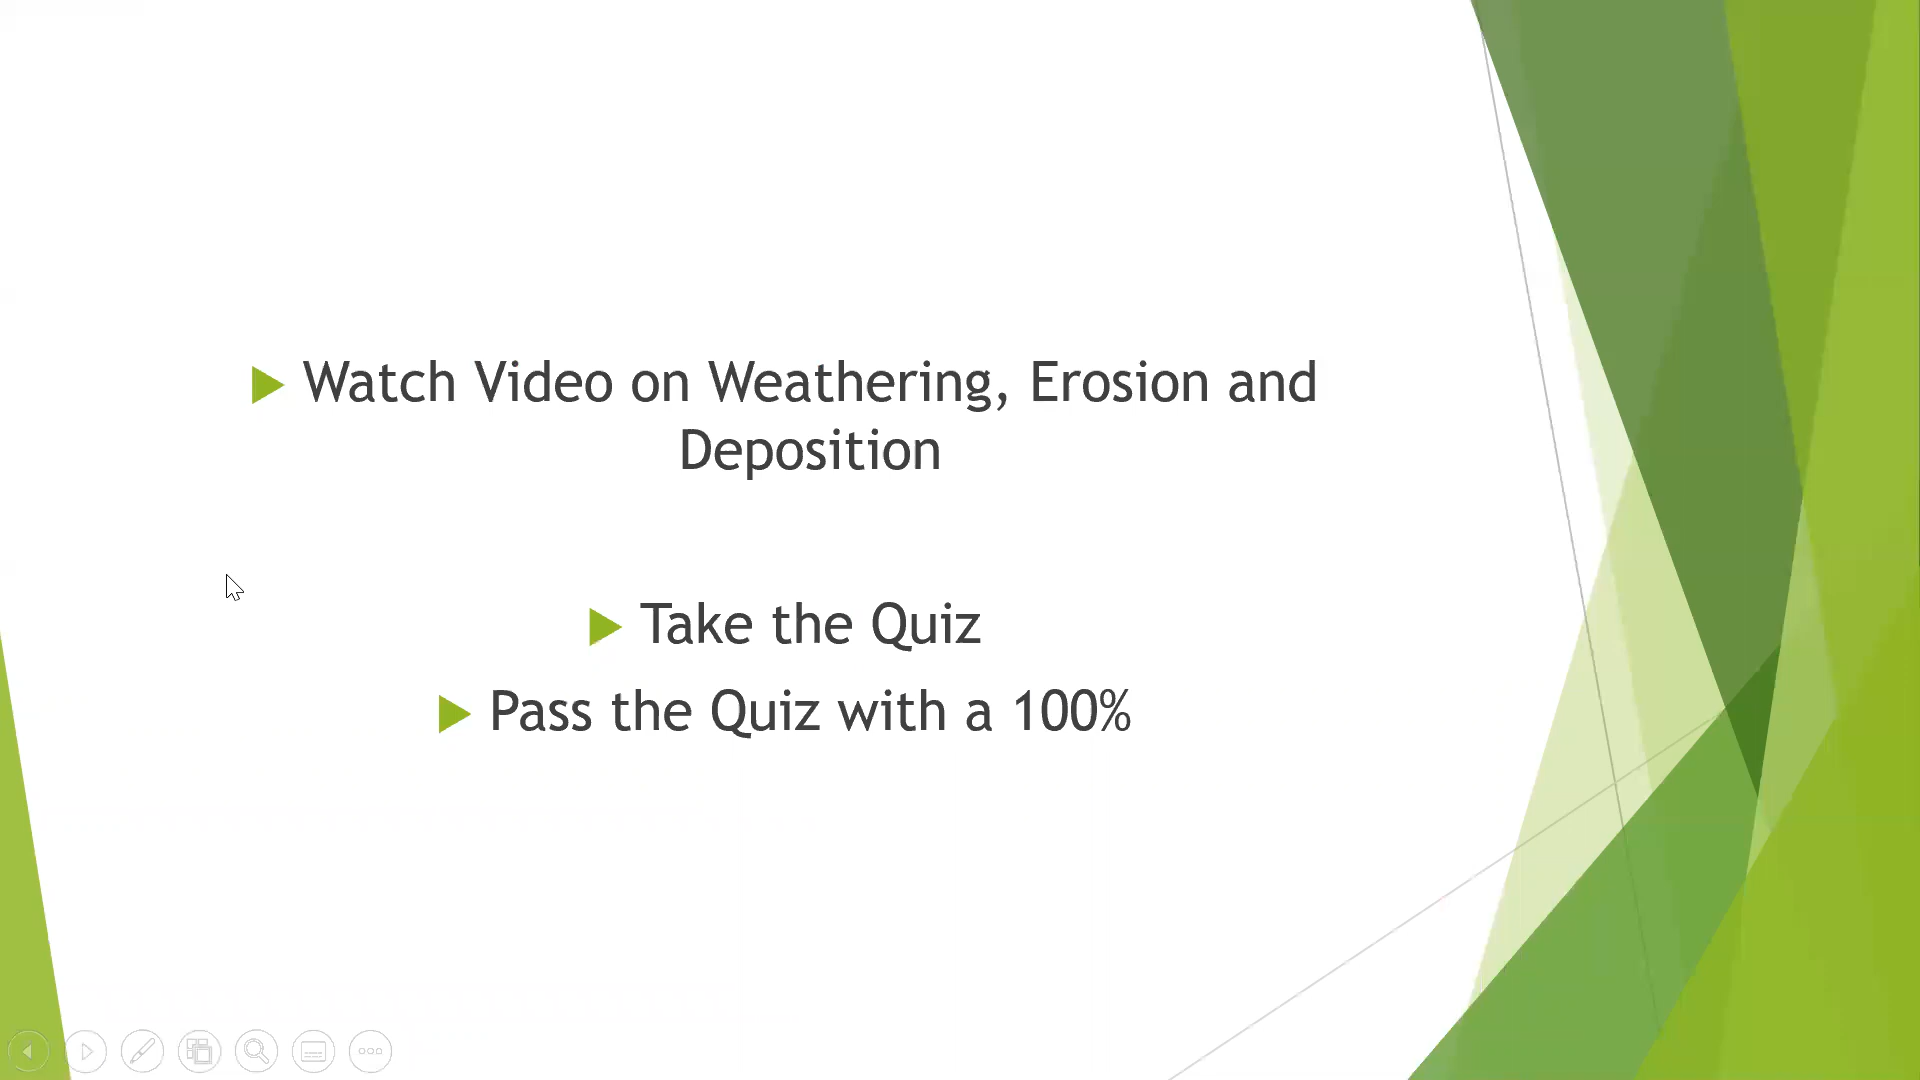 Watch Video on Weathering, Erosion and
Deposition
Take the Quiz
Pass the Quiz with a 100%